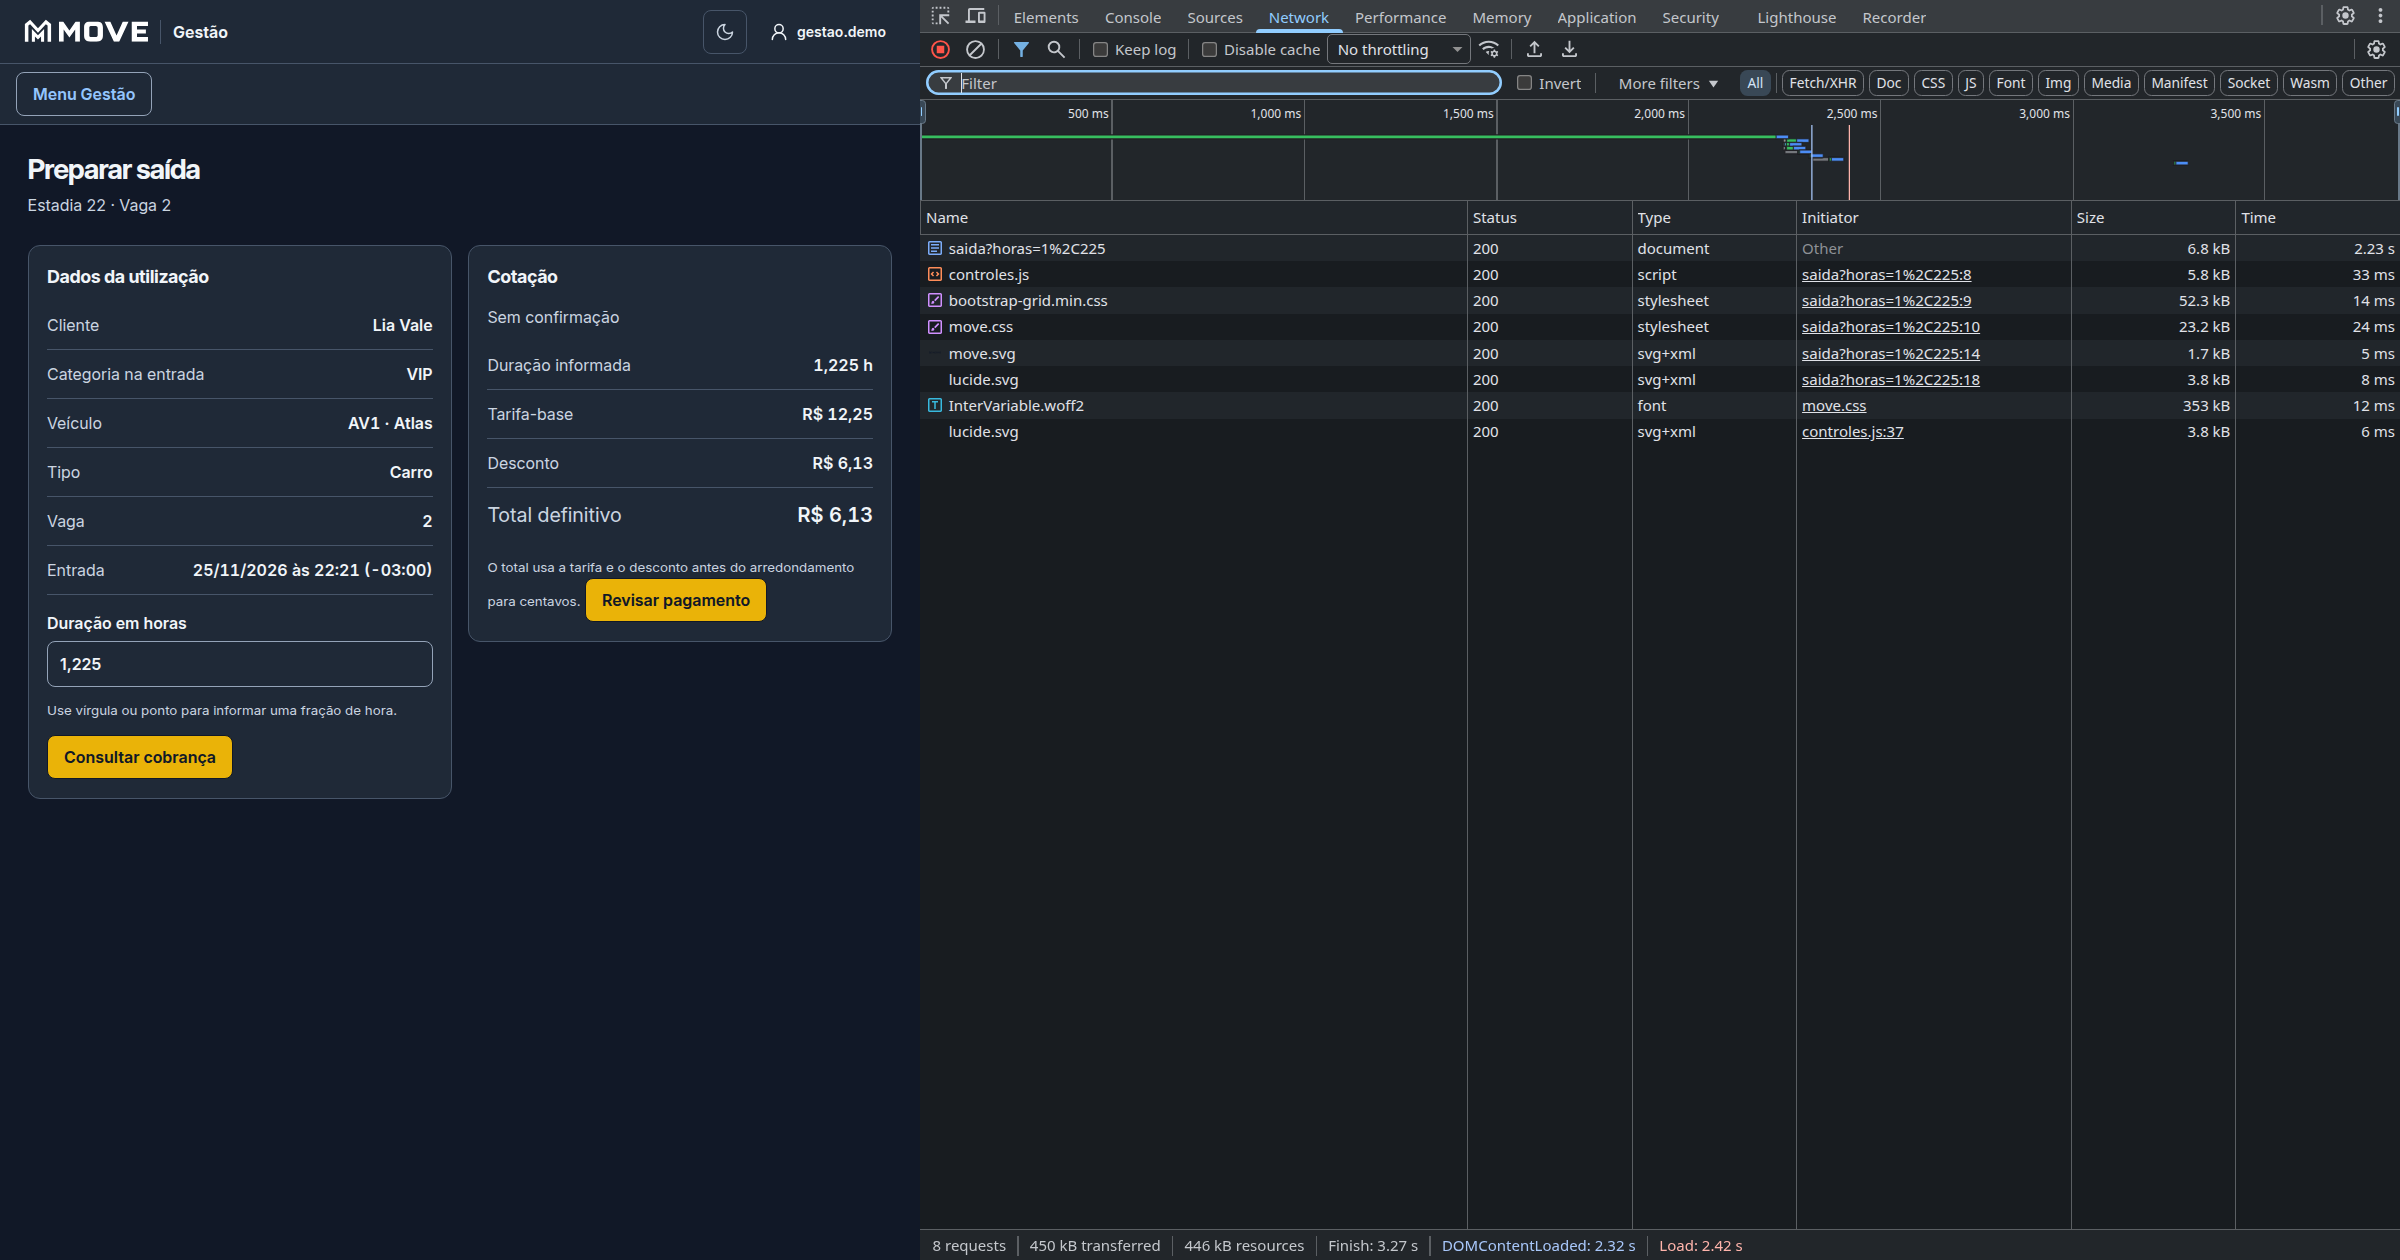 MOVE Gestão gestao.demo
Menu Gestão
Preparar saída
Estadia 22 · Vaga 2
Dados da utilização
Cliente Lia Vale
Categoria na entrada VIP
Veículo AV1 · Atlas
Tipo Carro
Vaga 2
Entrada 25/11/2026 às 22:21 (-03:00)
Duração em horas
1,225
Use vírgula ou ponto para informar uma fração de hora.
Consultar cobrança
Cotação
Sem confirmação
Duração informada 1,225 h
Tarifa-base R$ 12,25
Desconto R$ 6,13
Total definitivo R$ 6,13
O total usa a tarifa e o desconto antes do arredondamento
para centavos. Revisar pagamento
Elements Console Sources Network Performance Memory Application Security Lighthouse Recorder
Keep log Disable cache No throttling
Filter Invert More filters All Fetch/XHR Doc CSS JS Font Img Media Manifest Socket Wasm Other
500 ms 1,000 ms 1,500 ms 2,000 ms 2,500 ms 3,000 ms 3,500 ms
Name Status Type Initiator Size Time
saida?horas=1%2C225 200 document Other 6.8 kB 2.23 s
controles.js 200 script saida?horas=1%2C225:8 5.8 kB 33 ms
bootstrap-grid.min.css 200 stylesheet saida?horas=1%2C225:9 52.3 kB 14 ms
move.css 200 stylesheet saida?horas=1%2C225:10 23.2 kB 24 ms
move.svg 200 svg+xml saida?horas=1%2C225:14 1.7 kB 5 ms
lucide.svg 200 svg+xml saida?horas=1%2C225:18 3.8 kB 8 ms
InterVariable.woff2 200 font move.css 353 kB 12 ms
lucide.svg 200 svg+xml controles.js:37 3.8 kB 6 ms
8 requests 450 kB transferred 446 kB resources Finish: 3.27 s DOMContentLoaded: 2.32 s Load: 2.42 s